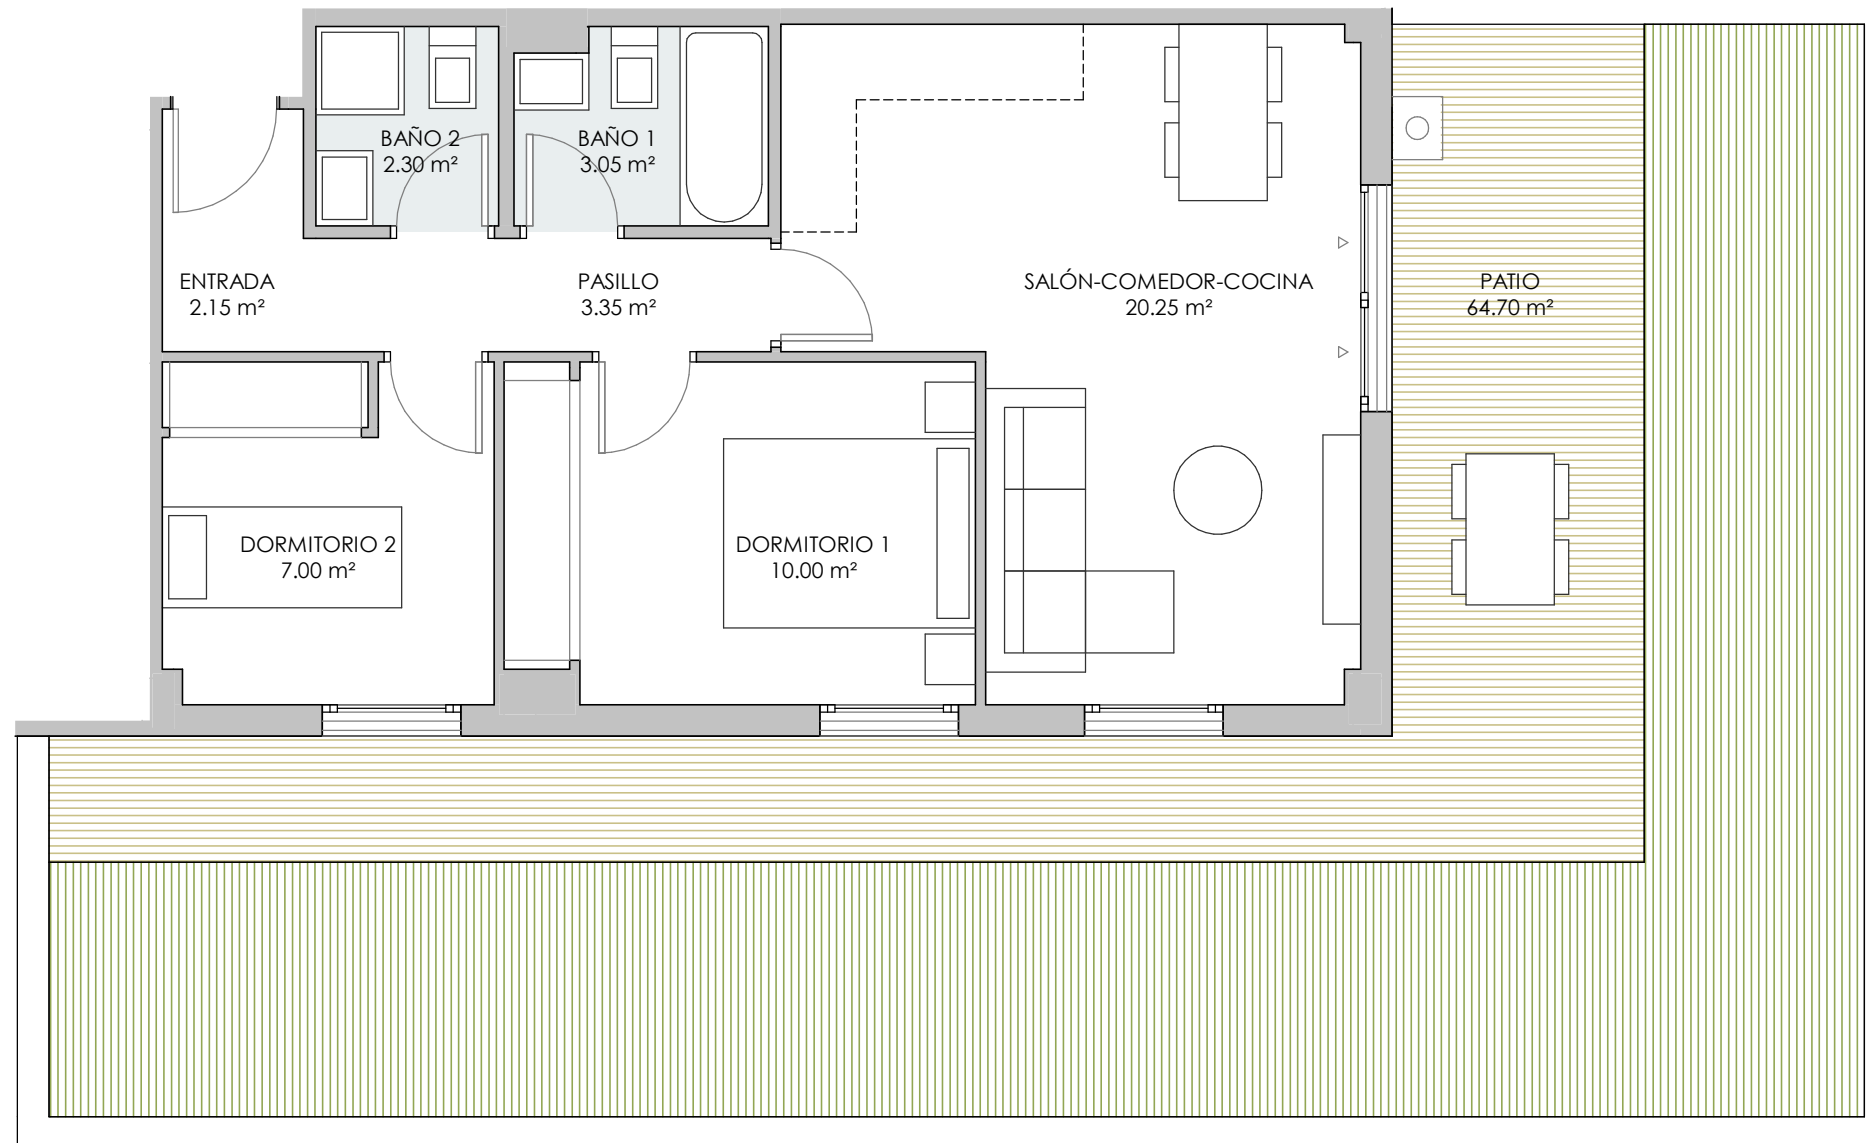 BAÑO 2
2.30 m²
BAÑO 1
3.05 m²
ENTRADA
2.15 m²
PASILLO
3.35 m²
SALÓN-COMEDOR-COCINA
20.25 m²
PATIO
64.70 m²
DORMITORIO 2
7.00 m²
DORMITORIO 1
10.00 m²